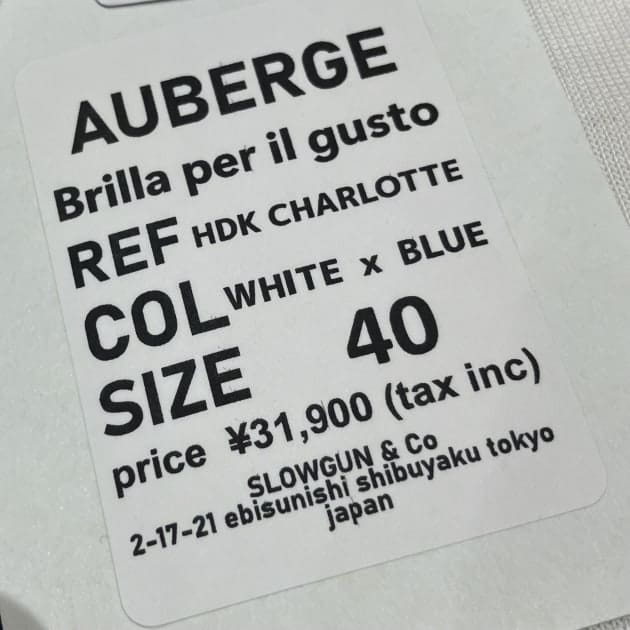 AUBERGE
Brilla per il gusto
REF HDK CHARLOTTE
COL WHITE x BLUE
SIZE 40
price ¥31,900 (tax inc)
SLOWGUN & Co
2-17-21 ebisunishi shibuyaku tokyo
japan